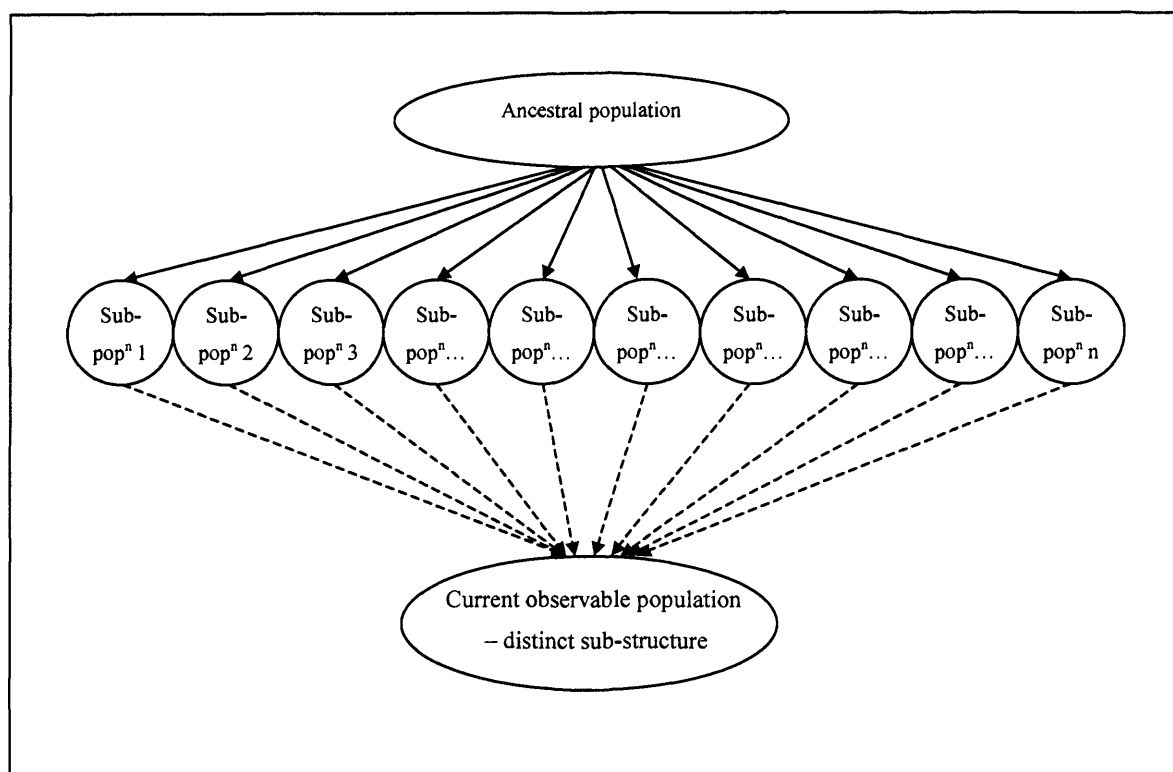 Ancestral population
Sub-
popⁿ 1
Sub-
popⁿ 2
Sub-
popⁿ 3
Sub-
popⁿ…
Sub-
popⁿ…
Sub-
popⁿ…
Sub-
popⁿ…
Sub-
popⁿ…
Sub-
popⁿ…
Sub-
popⁿ n
Current observable population
– distinct sub-structure